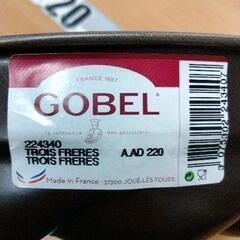 20
FRANCE 1887
GOBEL
la référence des pâtissiers
224340
TROIS FRERES A.AD 220
TROIS FRERES
Made in France - 37300 JOUÉ-LÈS-TOURS